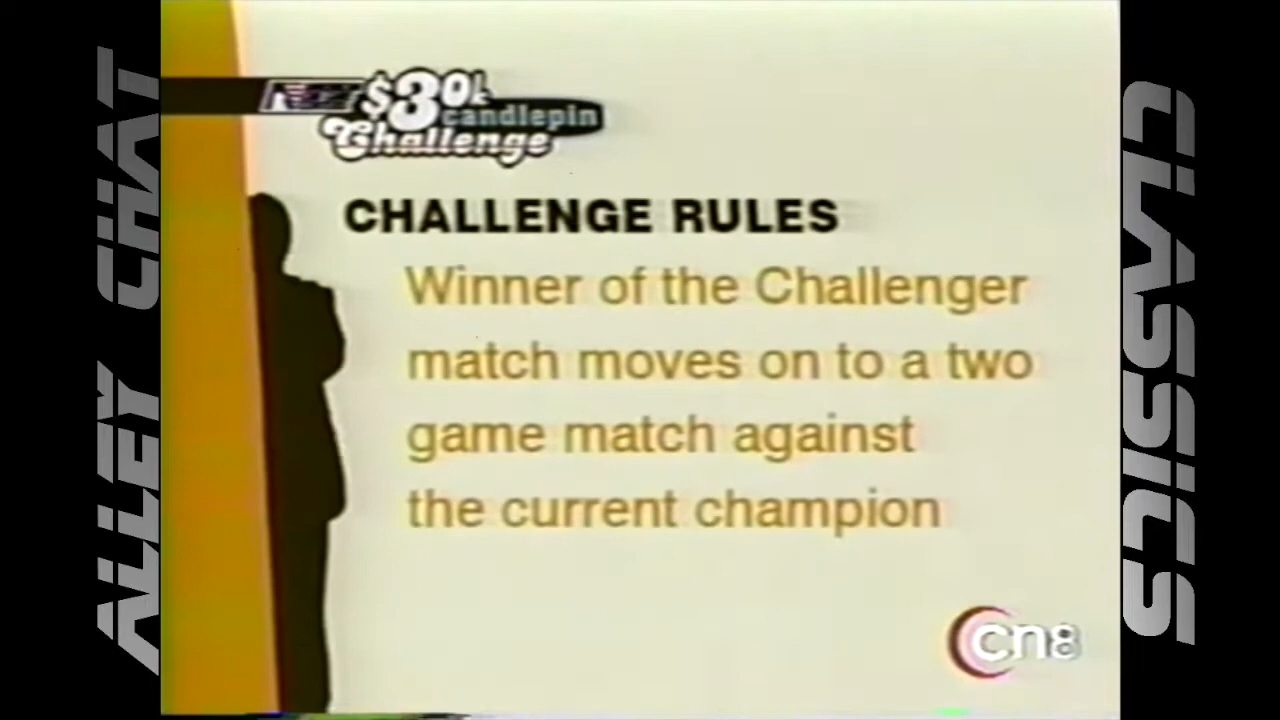 ALLEY CHAT
$30k
candlepin
Challenge
CHALLENGE RULES
Winner of the Challenger
match moves on to a two
game match against
the current champion
cn8
CLASSICS